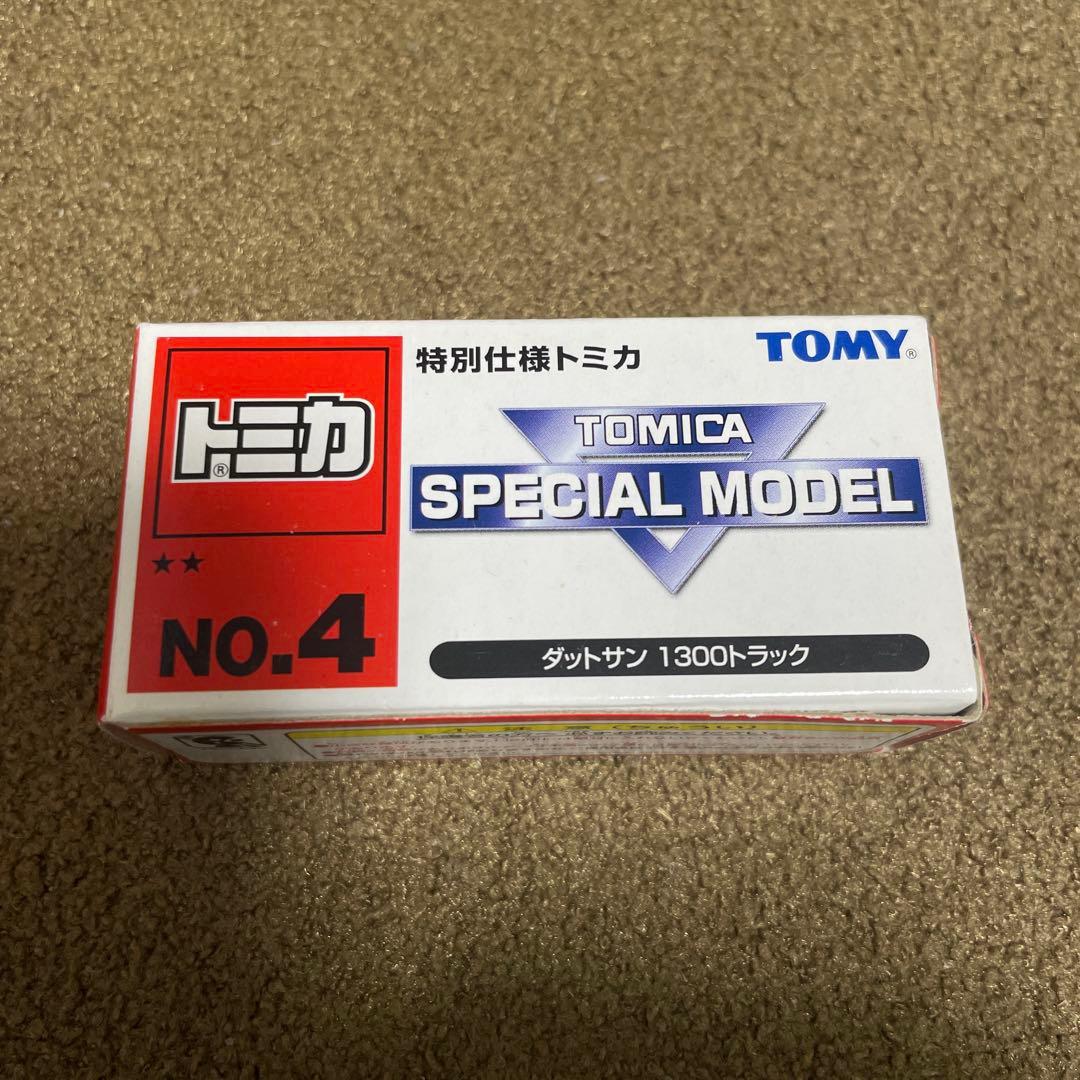 トミカ®
★★
NO.4
特別仕様トミカ
TOMY®
TOMICA
SPECIAL MODEL
ダットサン 1300トラック